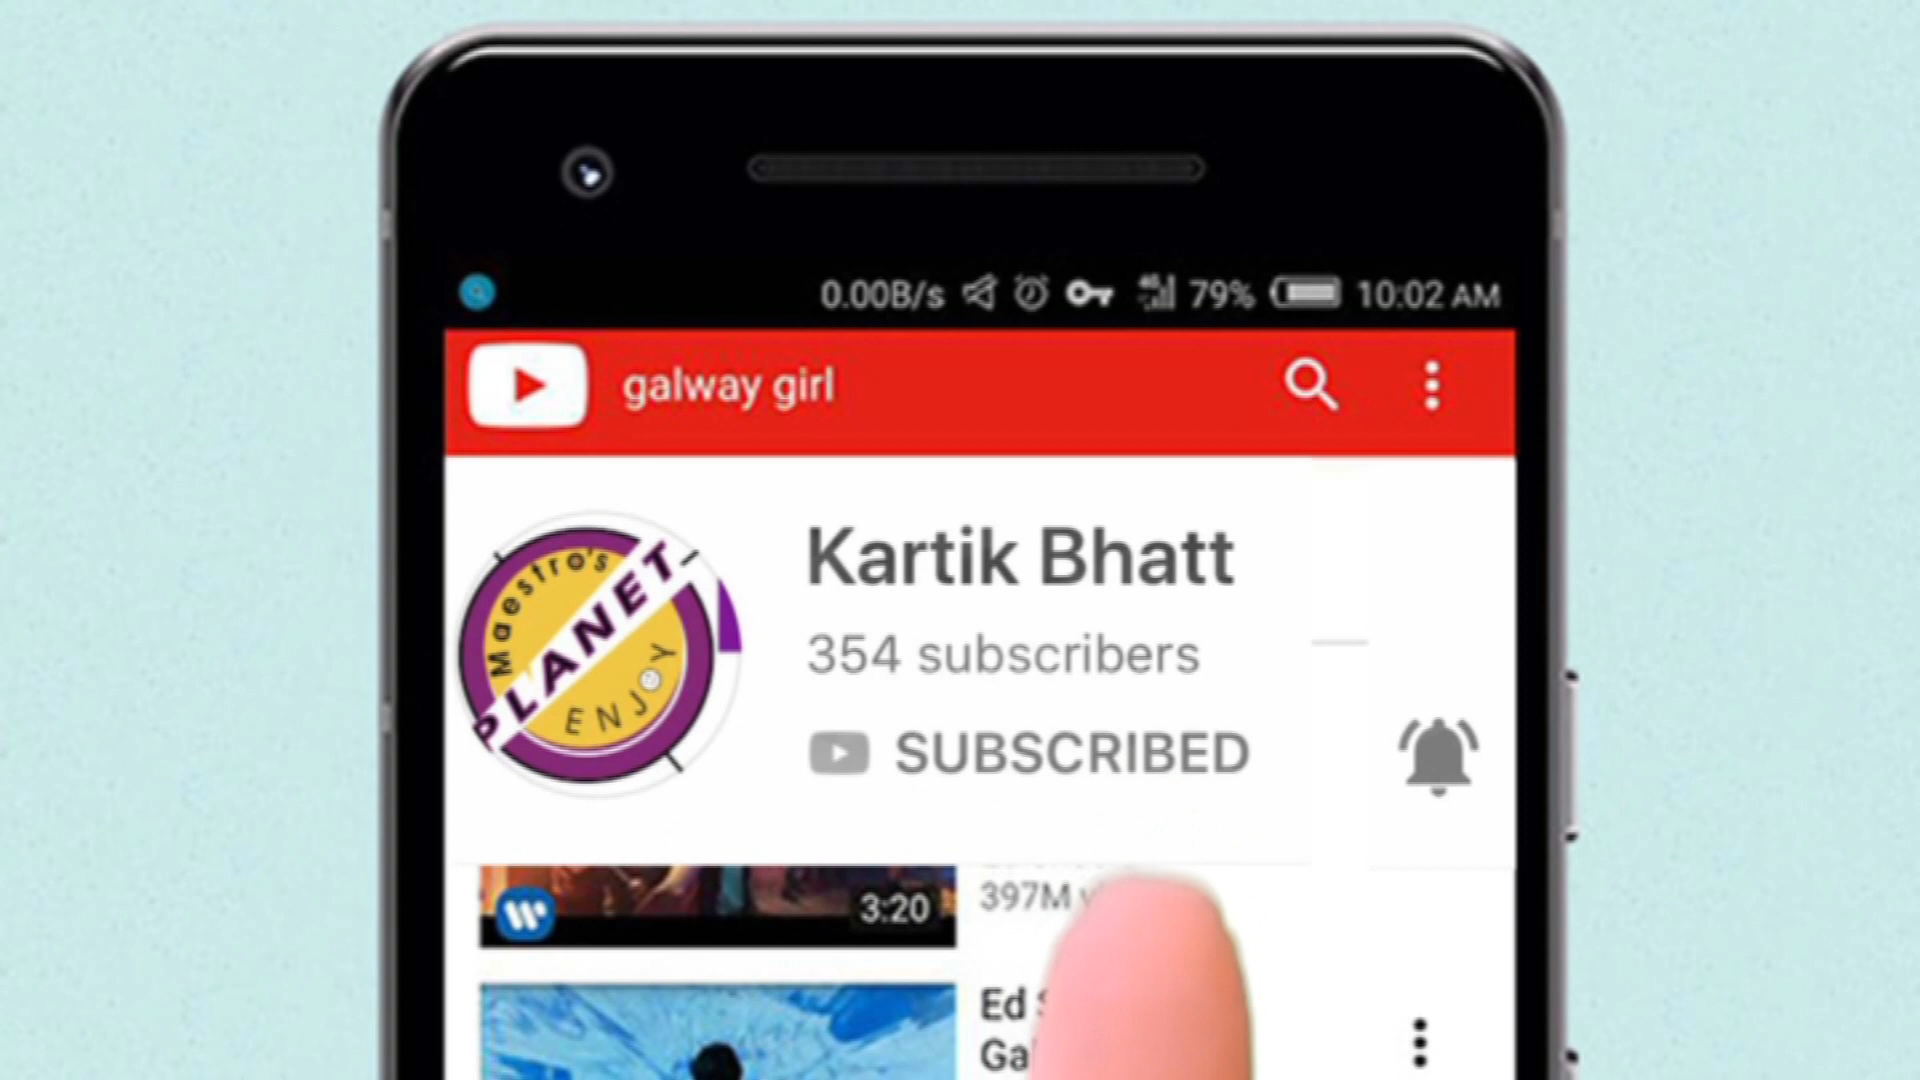 0.00B/s 4G 79% 10:02 AM
galway girl
Maestro's
PLANET
ENJOY
Kartik Bhatt
354 subscribers
SUBSCRIBED
3:20
397M
Ed